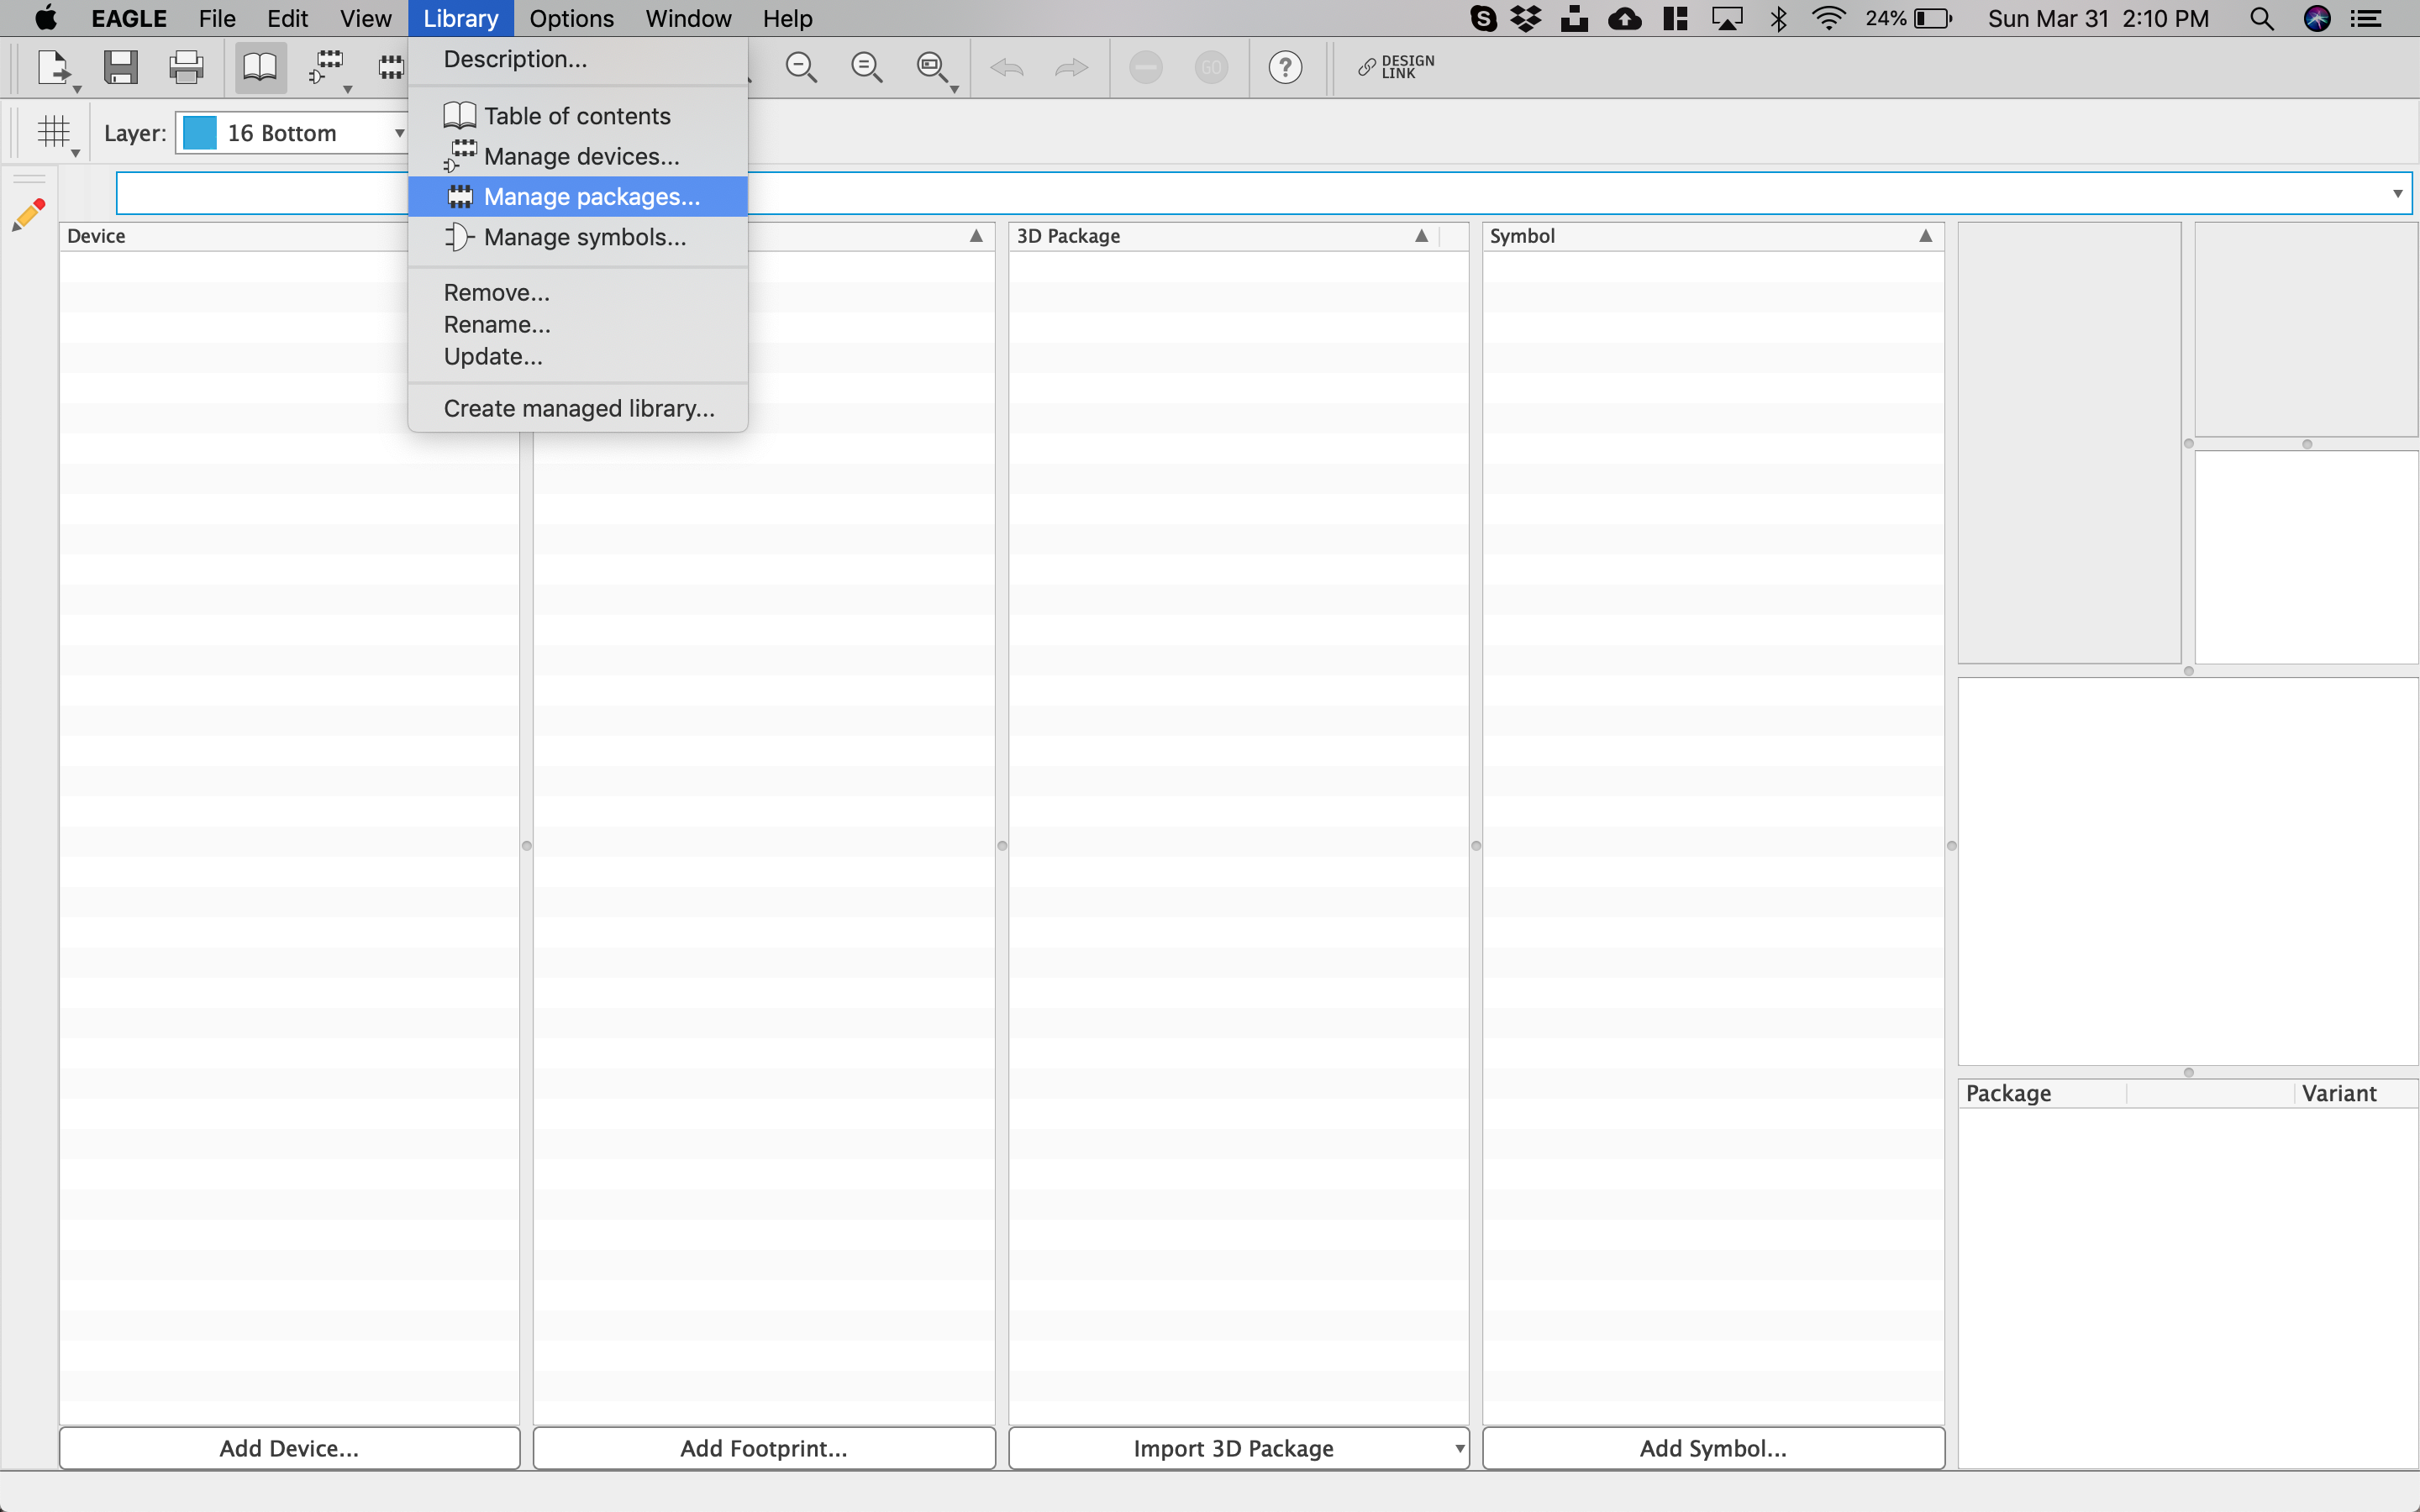 EAGLE File Edit View Library Options Window Help 24% Sun Mar 31 2:10 PM
Description...
GO ? DESIGN LINK
Table of contents
Layer: 16 Bottom
Manage devices...
Manage packages...
Manage symbols...
Device 3D Package Symbol
Remove...
Rename...
Update...
Create managed library...
Package Variant
Add Device... Add Footprint... Import 3D Package Add Symbol...